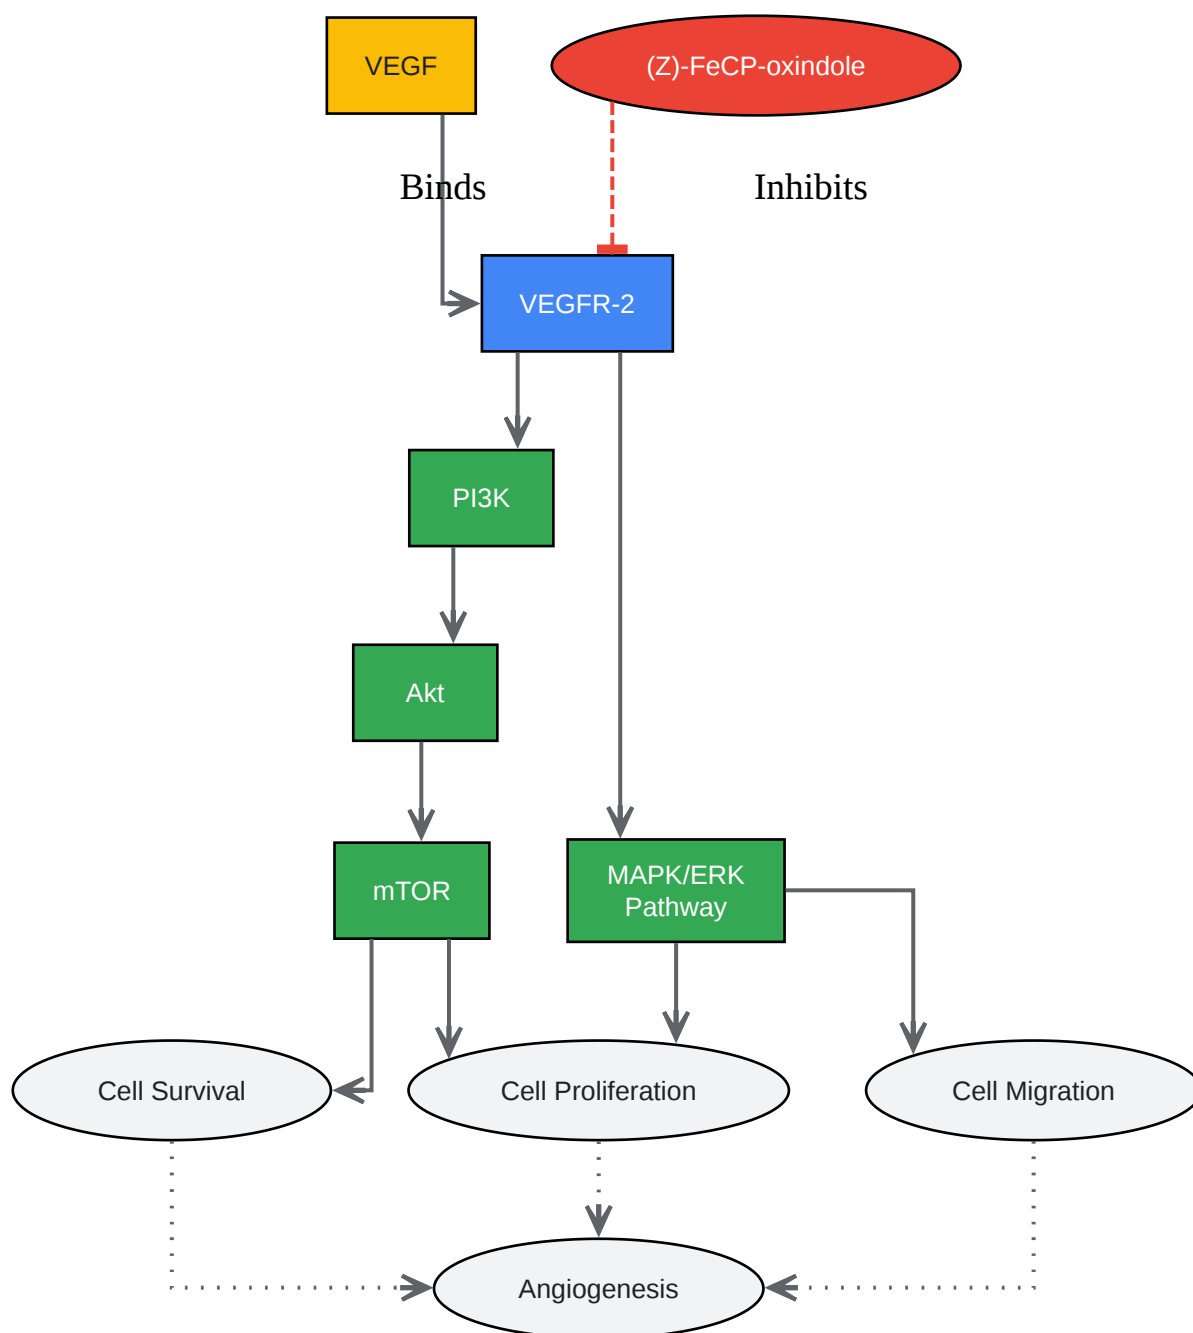 VEGF
(Z)-FeCP-oxindole
Binds
Inhibits
VEGFR-2
PI3K
Akt
mTOR
MAPK/ERK
Pathway
Cell Survival
Cell Proliferation
Cell Migration
Angiogenesis